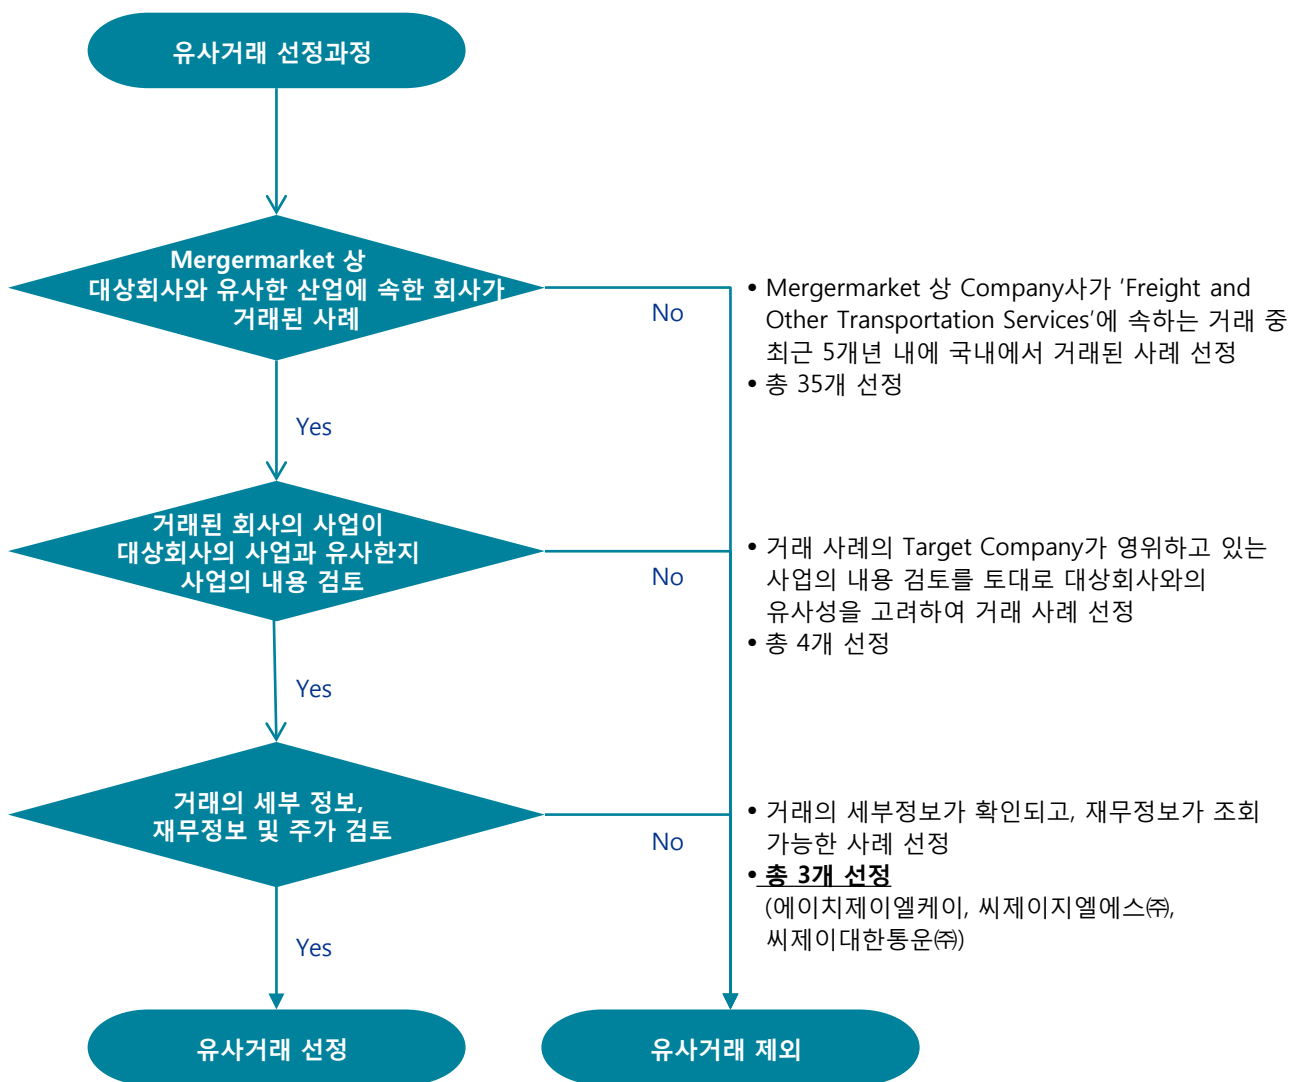 유사거래 선정과정
Mergermarket 상
대상회사와 유사한 산업에 속한 회사가
거래된 사례
No
• Mergermarket 상 Company사가 ‘Freight and
Other Transportation Services’에 속하는 거래 중
최근 5개년 내에 국내에서 거래된 사례 선정
• 총 35개 선정
Yes
거래된 회사의 사업이
대상회사의 사업과 유사한지
사업의 내용 검토
No
• 거래 사례의 Target Company가 영위하고 있는
사업의 내용 검토를 토대로 대상회사와의
유사성을 고려하여 거래 사례 선정
• 총 4개 선정
Yes
거래의 세부 정보,
재무정보 및 주가 검토
No
• 거래의 세부정보가 확인되고, 재무정보가 조회
가능한 사례 선정
• 총 3개 선정
(에이치제이엘케이, 씨제이지엘에스㈜,
씨제이대한통운㈜)
Yes
유사거래 선정
유사거래 제외